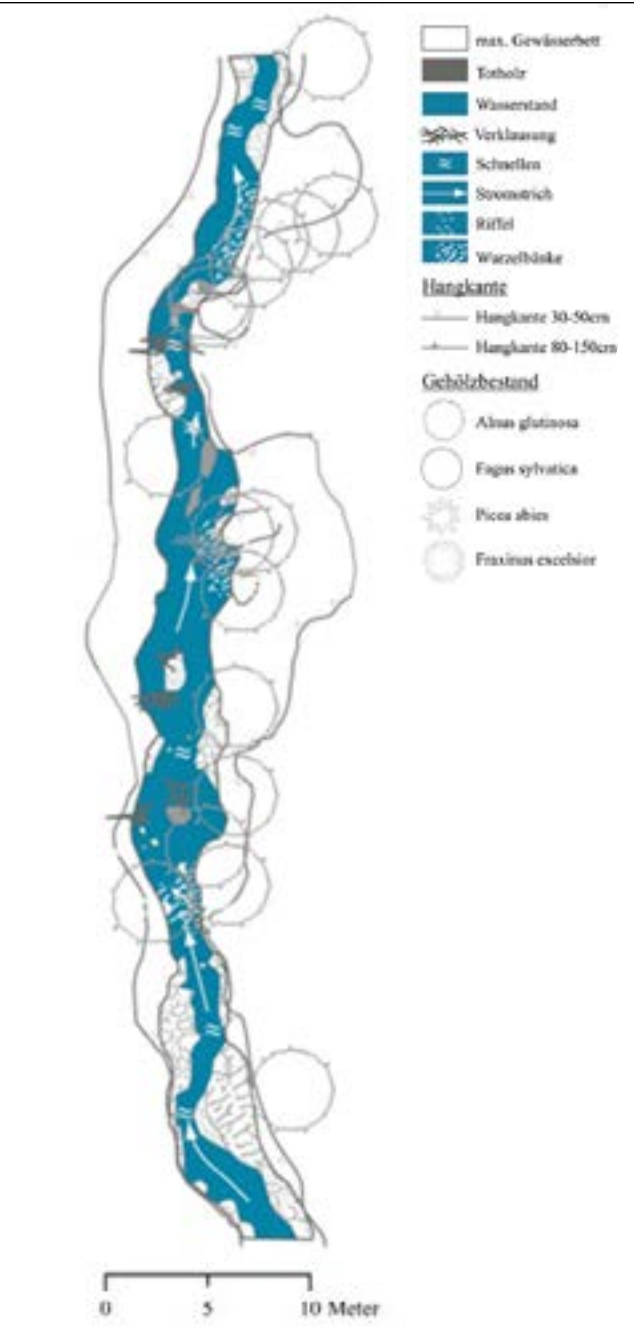 max. Gewässerbett
Totholz
Wasserstand
Verklausung
Schnellen
Stromstrich
Riffel
Wurzelbänke
Hangkante
Hangkante 30-50cm
Hangkante 80-150cm
Gehölzbestand
Alnus glutinosa
Fagus sylvatica
Picea abies
Fraxinus excelsior
0 5 10 Meter